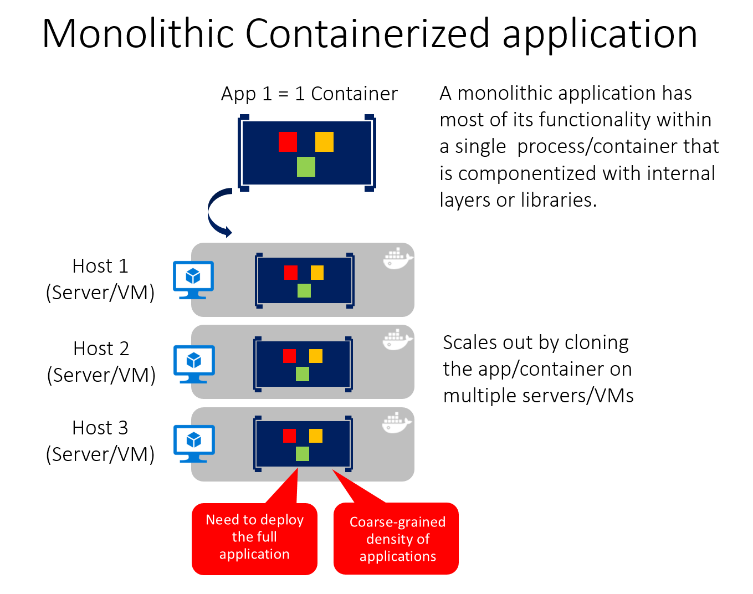 Monolithic Containerized application
App 1 = 1 Container
A monolithic application has
most of its functionality within
a single process/container that
is componentized with internal
layers or libraries.
Host 1
(Server/VM)
Host 2
(Server/VM)
Scales out by cloning
the app/container on
multiple servers/VMs
Host 3
(Server/VM)
Need to deploy
the full
application
Coarse-grained
density of
applications